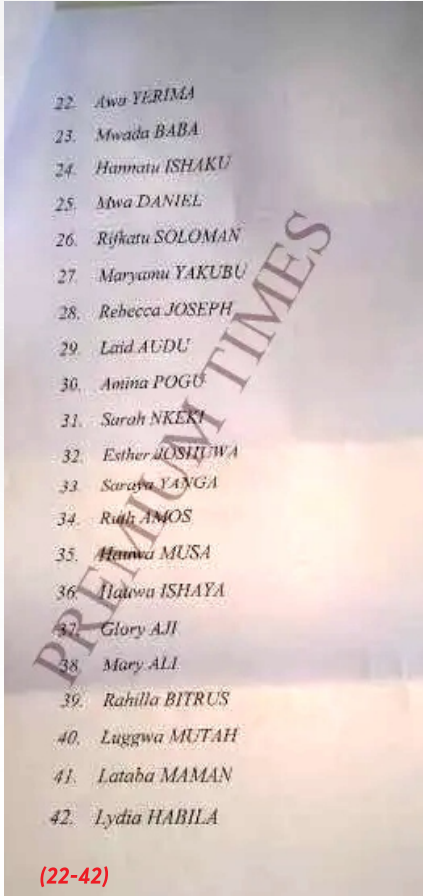 22. Awa YERIMA
23. Mwada BABA
24. Hannatu ISHAKU
25. Mwa DANIEL
26. Rifkatu SOLOMAN
27. Maryamu YAKUBU
28. Rebecca JOSEPH
29. Laid AUDU
30. Amina POGU
31. Sarah NKEKI
32. Esther JOSHUWA
33. Saraya YANGA
34. Ruth AMOS
35. Hauwa MUSA
36. Hauwa ISHAYA
37. Glory AJI
38. Mary ALI
39. Rahilla BITRUS
40. Luggwa MUTAH
41. Lataba MAMAN
42. Lydia HABILA
PREMIUM TIMES
(22-42)